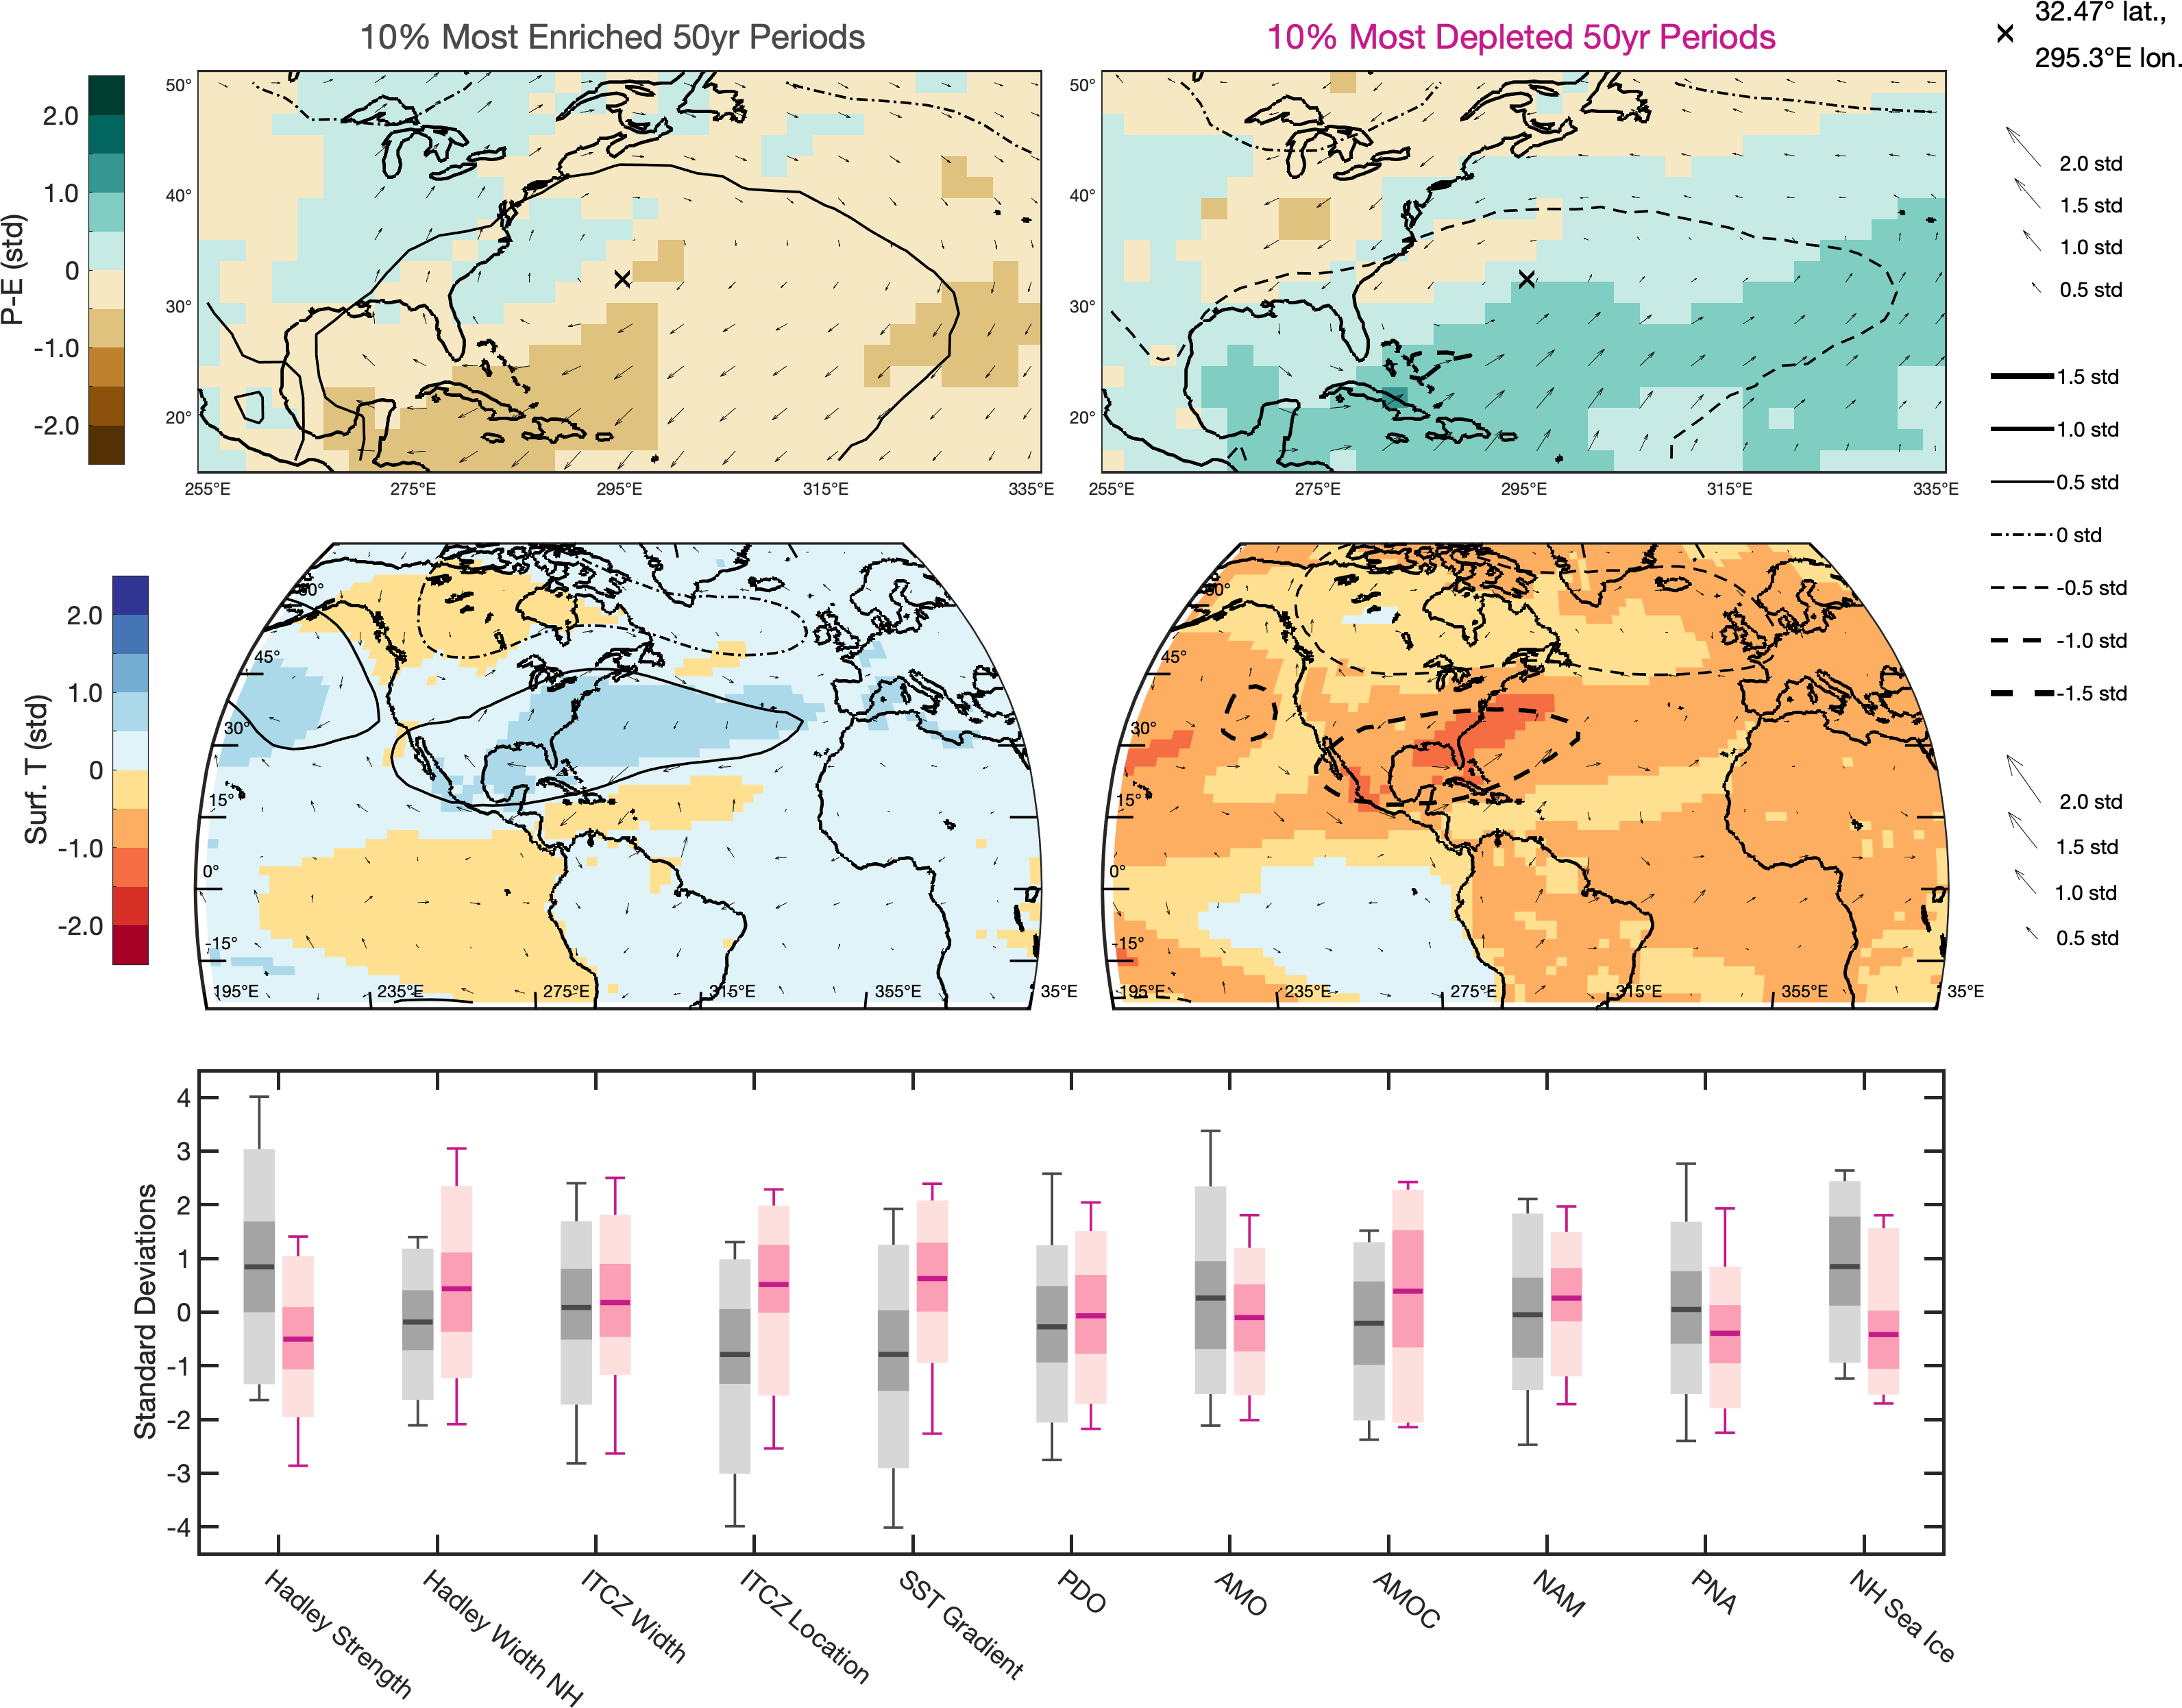 10% Most Enriched 50yr Periods
10% Most Depleted 50yr Periods
32.47° lat.,
295.3°E lon.
P-E (std)
2.0
1.0
0
-1.0
-2.0
50°
40°
30°
20°
255°E 275°E 295°E 315°E 335°E
50°
40°
30°
20°
255°E 275°E 295°E 315°E 335°E
2.0 std
1.5 std
1.0 std
0.5 std
1.5 std
1.0 std
0.5 std
0 std
-0.5 std
-1.0 std
-1.5 std
2.0 std
1.5 std
1.0 std
0.5 std
Surf. T (std)
2.0
1.0
0
-1.0
-2.0
60°
45°
30°
15°
0°
-15°
195°E 235°E 275°E 315°E 355°E 35°E
60°
45°
30°
15°
0°
-15°
195°E 235°E 275°E 315°E 355°E 35°E
Standard Deviations
4
3
2
1
0
-1
-2
-3
-4
Hadley Strength
Hadley Width NH
ITCZ Width
ITCZ Location
SST Gradient
PDO
AMO
AMOC
NAM
PNA
NH Sea Ice